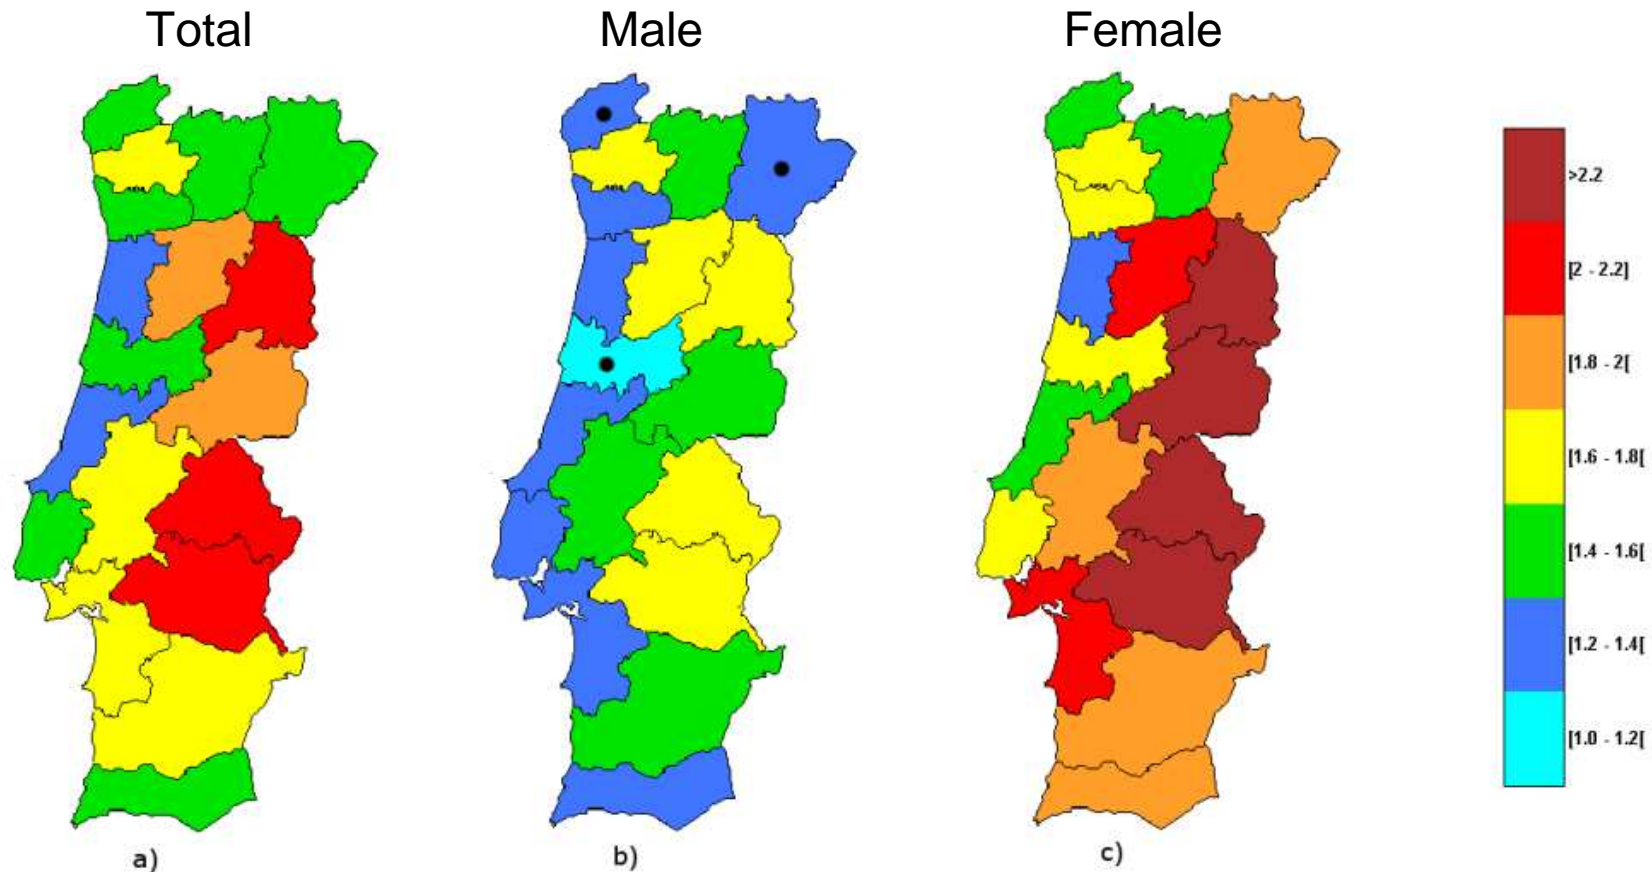 Total
Male
Female
>2.2
[2 - 2.2]
[1.8 - 2[
[1.6 - 1.8[
[1.4 - 1.6[
[1.2 - 1.4[
[1.0 - 1.2[
a)
b)
c)